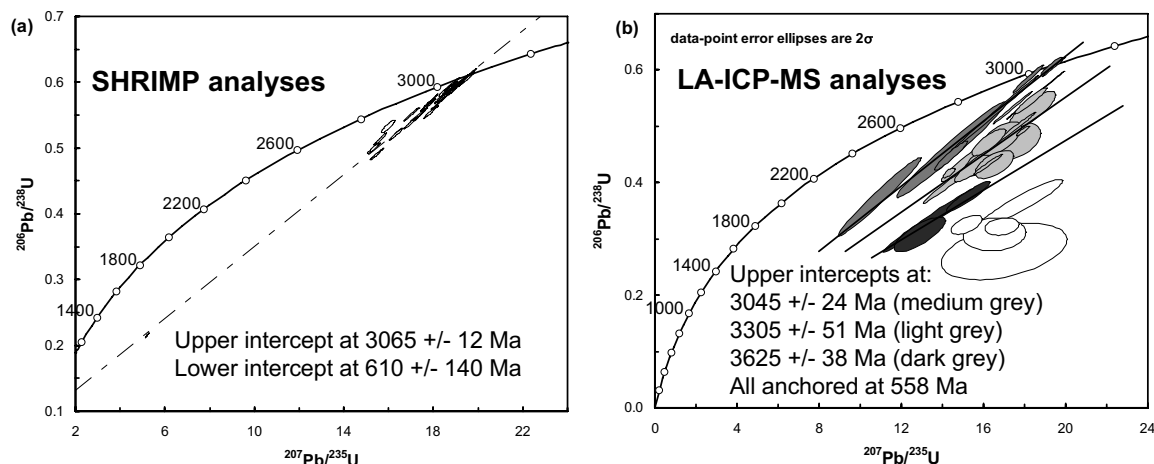 (a)
SHRIMP analyses
Upper intercept at 3065 +/- 12 Ma
Lower intercept at 610 +/- 140 Ma
0.7
0.6
0.5
0.4
0.3
0.2
0.1
2
6
10
14
18
22
1400
1800
2200
2600
3000
206Pb/238U
207Pb/235U
(b)
data-point error ellipses are 2σ
LA-ICP-MS analyses
Upper intercepts at:
3045 +/- 24 Ma (medium grey)
3305 +/- 51 Ma (light grey)
3625 +/- 38 Ma (dark grey)
All anchored at 558 Ma
0.6
0.4
0.2
0.0
0
4
8
12
16
20
24
1000
1400
1800
2200
2600
3000
206Pb/238U
207Pb/235U